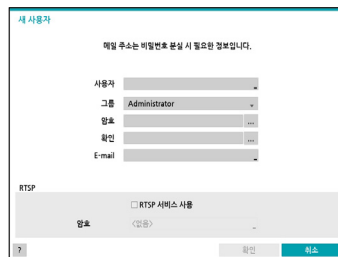 새 사용자
메일 주소는 비밀번호 분실 시 필요한 정보입니다.
사용자
그룹 Administrator
암호 ...
확인 ...
E-mail
RTSP
RTSP 서비스 사용
암호 <없음>
? 확인 취소